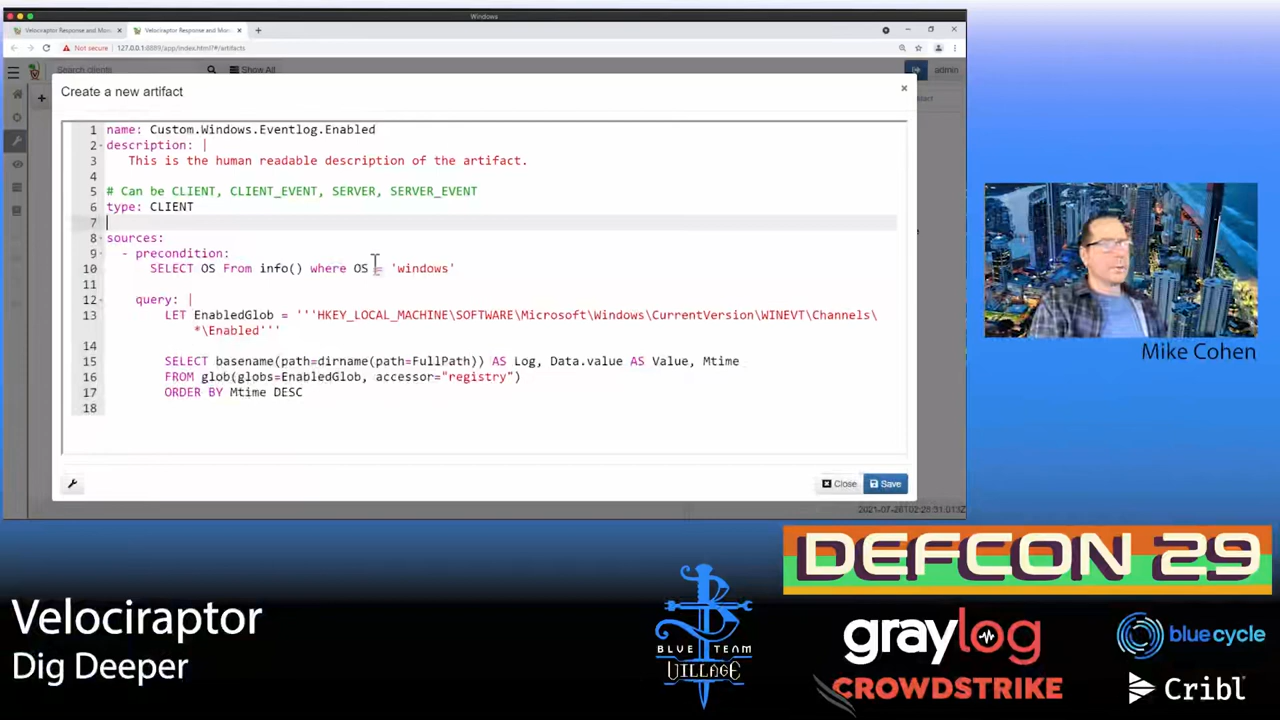 Windows
Velociraptor Response and Mon
Velociraptor Response and Mon
Not secure
127.0.0.1:8889/app/index.html?#/artifacts
Search clients
Show All
admin
Create a new artifact
1 name: Custom.Windows.Eventlog.Enabled
2 description: |
3 This is the human readable description of the artifact.
4
5 # Can be CLIENT, CLIENT_EVENT, SERVER, SERVER_EVENT
6 type: CLIENT
7
8 sources:
9 - precondition:
10 SELECT OS From info() where OS = 'windows'
11
12 query: |
13 LET EnabledGlob = '''HKEY_LOCAL_MACHINE\SOFTWARE\Microsoft\Windows\CurrentVersion\WINEVT\Channels\
*\Enabled'''
14
15 SELECT basename(path=dirname(path=FullPath)) AS Log, Data.value AS Value, Mtime
16 FROM glob(globs=EnabledGlob, accessor="registry")
17 ORDER BY Mtime DESC
18
Close
Save
Mike Cohen
DEFCON 29
Velociraptor
Dig Deeper
BLUE TEAM
VILLAGE
graylog
blue cycle
CROWDSTRIKE
Cribl